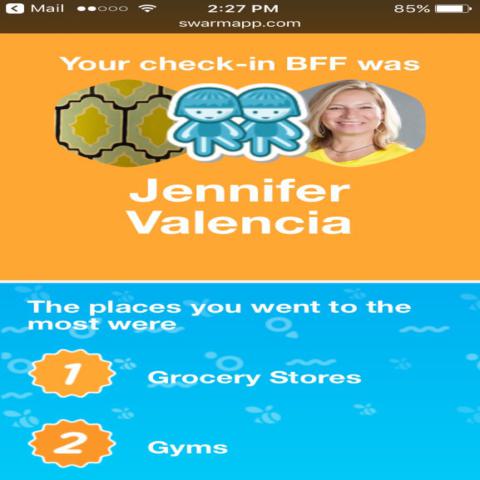 Mail 2:27 PM 85%
swarmapp.com
Your check-in BFF was
Jennifer
Valencia
The places you went to the
most were
1 Grocery Stores
2 Gyms